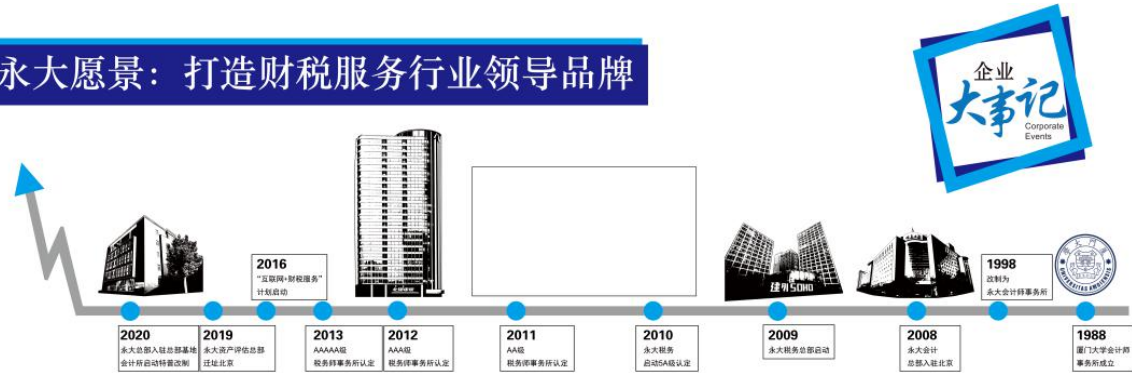 永大愿景：打造财税服务行业领导品牌
企业
大事记
Corporate
Events
2016
“互联网+财税服务”
计划启动
建外SOHO
1998
改制为
永大会计师事务所
2020
永大总部入驻总部基地
会计所启动特普改制
2019
永大资产评估总部
迁址北京
2013
AAAAA级
税务师事务所认定
2012
AAA级
税务师事务所认定
2011
AA级
税务师事务所认定
2010
永大税务
启动5A级认定
2009
永大税务总部启动
2008
永大会计
总部入驻北京
1988
厦门大学会计师
事务所成立